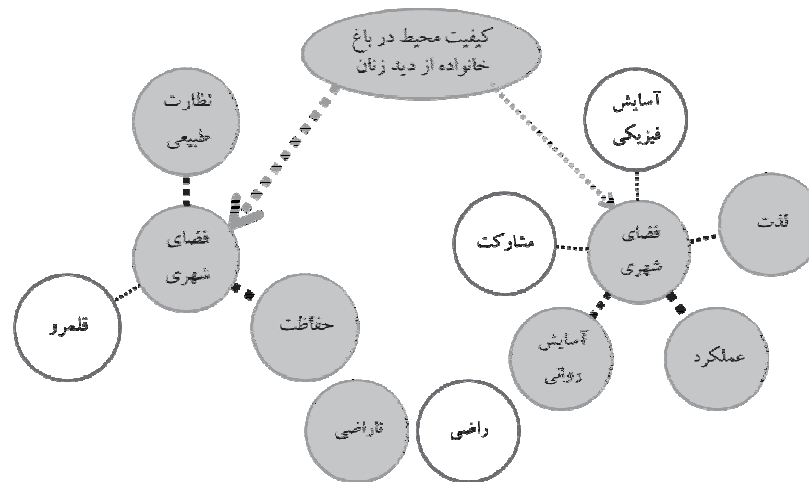 کیفیت محیط در باغ
خانواده از دید زنان
آسایش
فیزیکی
لذت
فضای
شهری
مشارکت
عملکرد
آسایش
روانی
نظارت
طبیعی
فضای
شهری
حفاظت
قلمرو
راضی
ناراضی